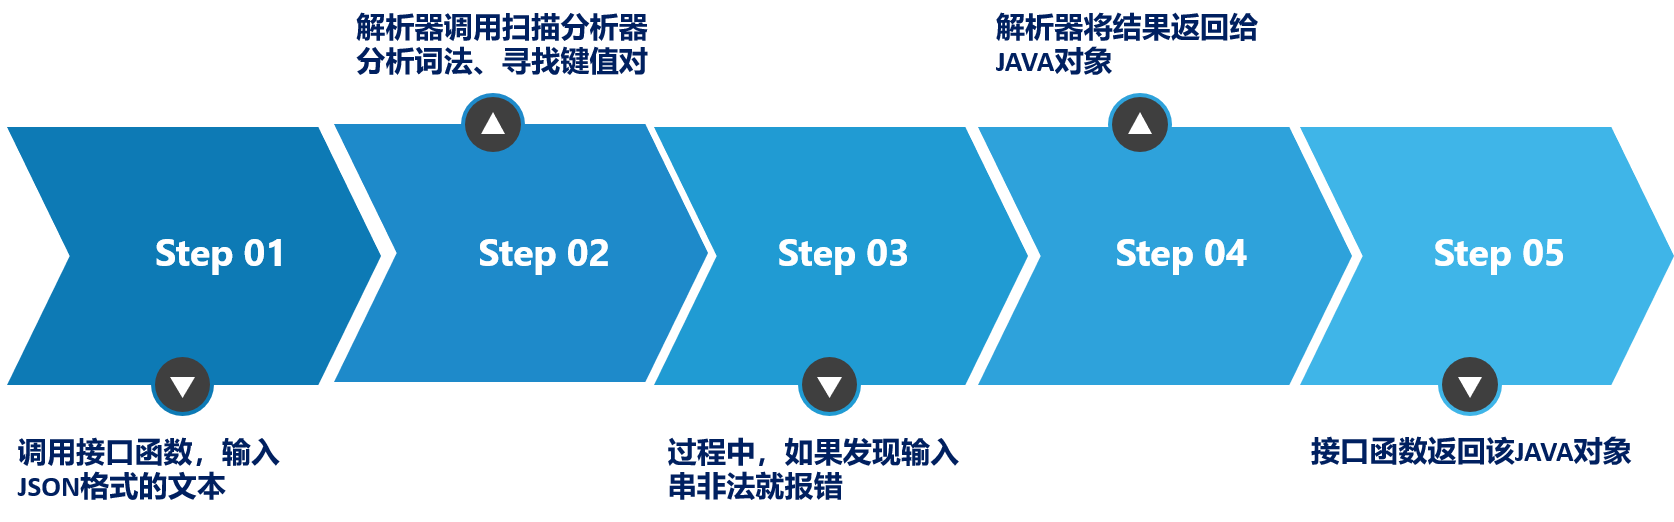 解析器调用扫描分析器
分析词法、寻找键值对
解析器将结果返回给
JAVA对象
Step 01
Step 02
Step 03
Step 04
Step 05
调用接口函数，输入
JSON格式的文本
过程中，如果发现输入
串非法就报错
接口函数返回该JAVA对象